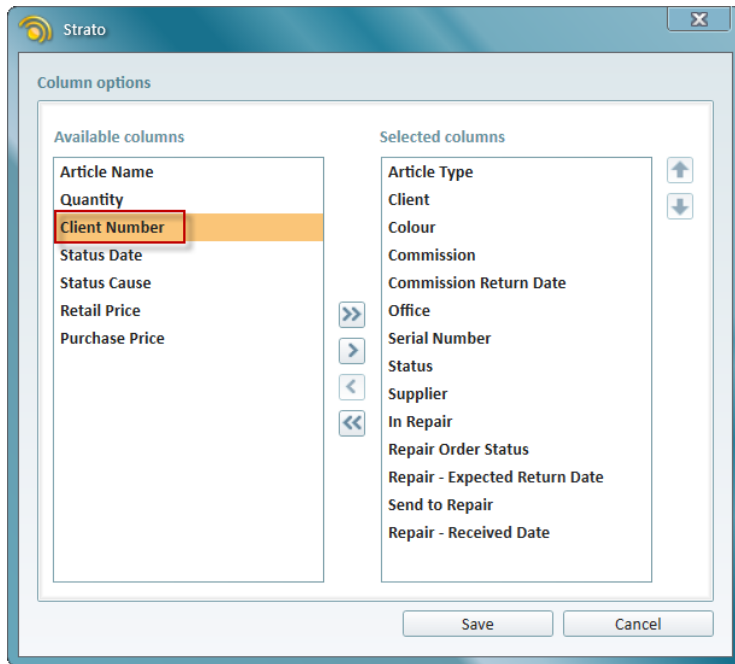 Strato
Column options
Available columns
Article Name
Quantity
Client Number
Status Date
Status Cause
Retail Price
Purchase Price
Selected columns
Article Type
Client
Colour
Commission
Commission Return Date
Office
Serial Number
Status
Supplier
In Repair
Repair Order Status
Repair - Expected Return Date
Send to Repair
Repair - Received Date
Save
Cancel